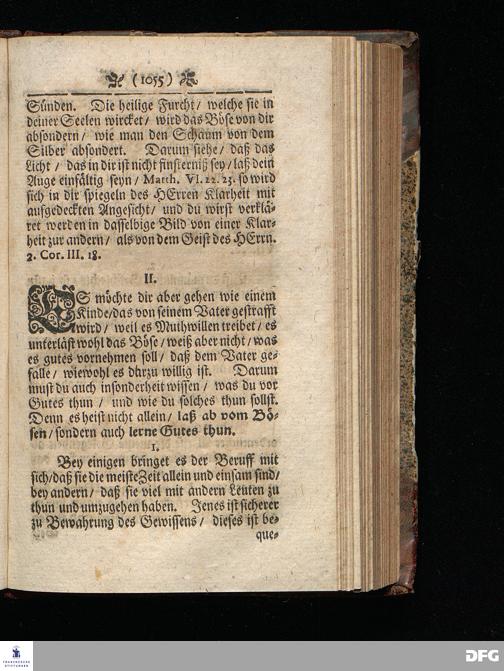 (1055)
Sünden. Die heilige Furcht/ welche sie in
deiner Seelen wircket/ wird das Böse von dir
absondern/ wie man den Schaum von dem
Silber absondert. Darum siehe/ daß das
Licht/ das in dir ist nicht finsterniß sey/ laß dein
Auge einfältig seyn/ Matth. VI. 22. 23. so wird
sich in dir spiegeln des HErren Klarheit mit
aufgedeckten Angesicht/ und du wirst verklä-
ret werden in dasselbige Bild von einer Klar-
heit zur andern/ als von dem Geist des HErrn.
2. Cor. III. 18.
II.
ES möchte dir aber gehen wie einem
Kinde/das von seinem Vater gestrafft
wird/ weil es Muthwillen treibet/ es
unterläst wohl das Böse/ weiß aber nicht/ was
es gutes vornehmen soll/ daß dem Vater ge-
falle/ wiewohl es darzu willig ist. Darum
must du auch insonderheit wissen/ was du vor
Gutes thun/ und wie du solches thun sollst.
Denn es heist nicht allein/ laß ab vom Bö-
sen/ sondern auch lerne Gutes thun.
1.
Bey einigen bringet es der Beruff mit
sich/daß sie die meiste Zeit allein und einsam sind/
bey andern/ daß sie viel mit andern Leuten zu
thun und umzugehen haben. Jenes ist sicherer
zu Bewahrung des Gewissens/ dieses ist be-
que-
FRANCKESCHE
STIFTUNGEN
DFG